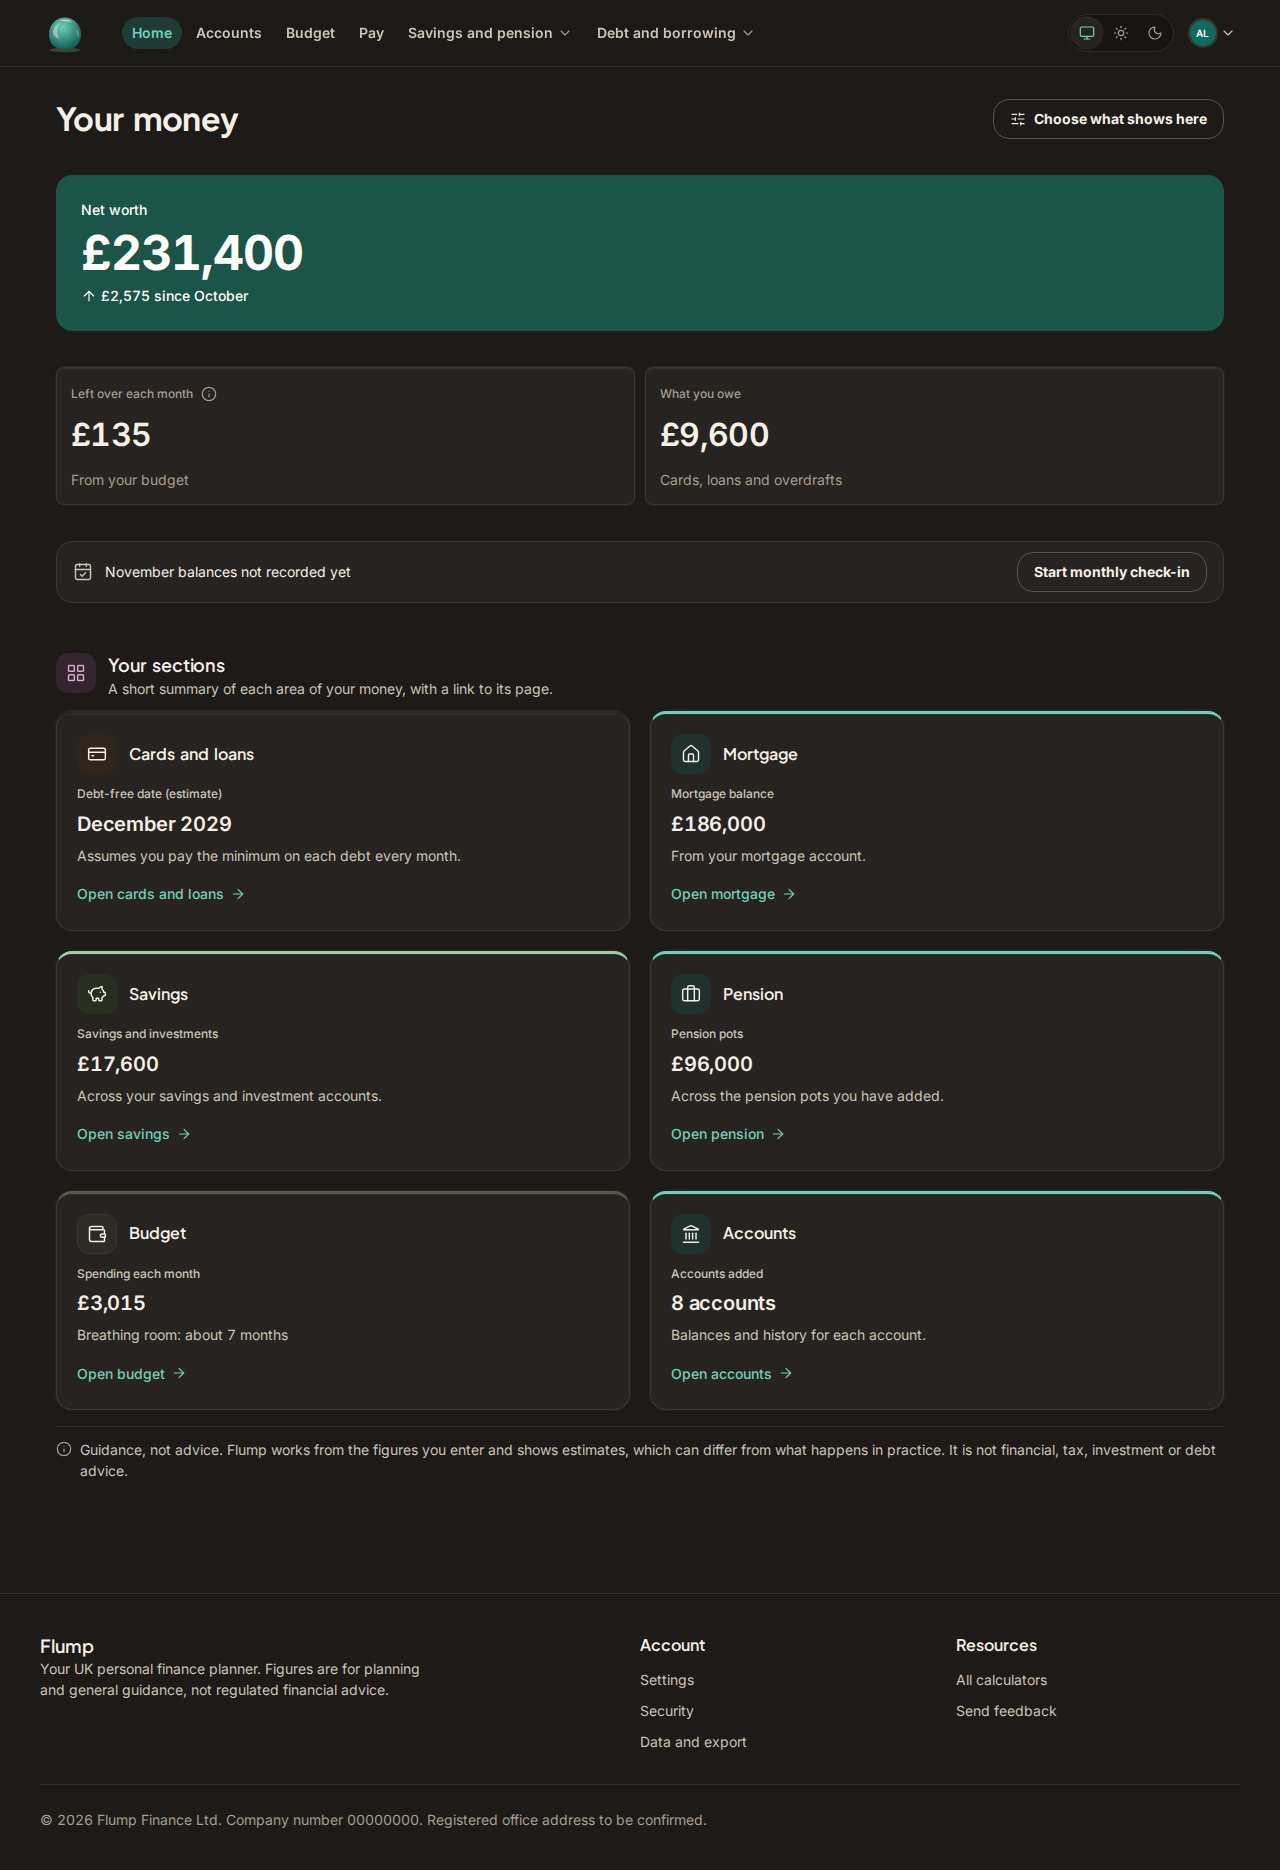 Home Accounts Budget Pay Savings and pension Debt and borrowing AL
Your money
Choose what shows here
Net worth
£231,400
£2,575 since October
Left over each month
£135
From your budget
What you owe
£9,600
Cards, loans and overdrafts
November balances not recorded yet
Start monthly check-in
Your sections
A short summary of each area of your money, with a link to its page.
Cards and loans
Debt-free date (estimate)
December 2029
Assumes you pay the minimum on each debt every month.
Open cards and loans
Mortgage
Mortgage balance
£186,000
From your mortgage account.
Open mortgage
Savings
Savings and investments
£17,600
Across your savings and investment accounts.
Open savings
Pension
Pension pots
£96,000
Across the pension pots you have added.
Open pension
Budget
Spending each month
£3,015
Breathing room: about 7 months
Open budget
Accounts
Accounts added
8 accounts
Balances and history for each account.
Open accounts
Guidance, not advice. Flump works from the figures you enter and shows estimates, which can differ from what happens in practice. It is not financial, tax, investment or debt
advice.
Flump
Your UK personal finance planner. Figures are for planning
and general guidance, not regulated financial advice.
Account
Settings
Security
Data and export
Resources
All calculators
Send feedback
© 2026 Flump Finance Ltd. Company number 00000000. Registered office address to be confirmed.